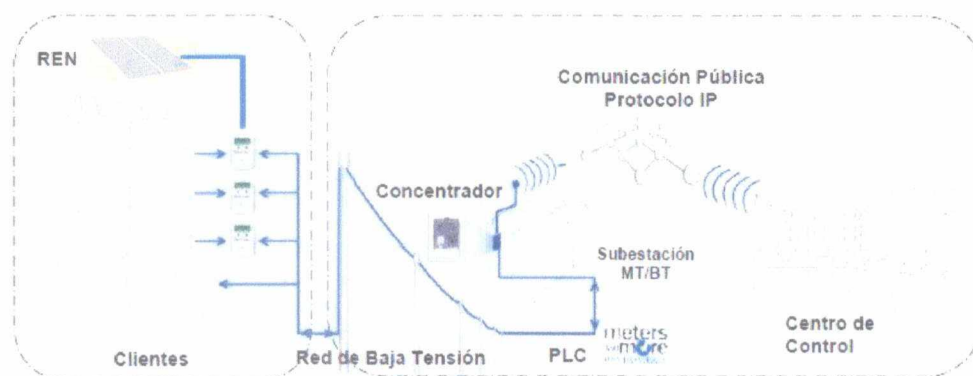 REN
Comunicación Pública
Protocolo IP
Concentrador
Subestación
MT/BT
Centro de
Control
Clientes
Red de Baja Tensión
PLC
meters
more